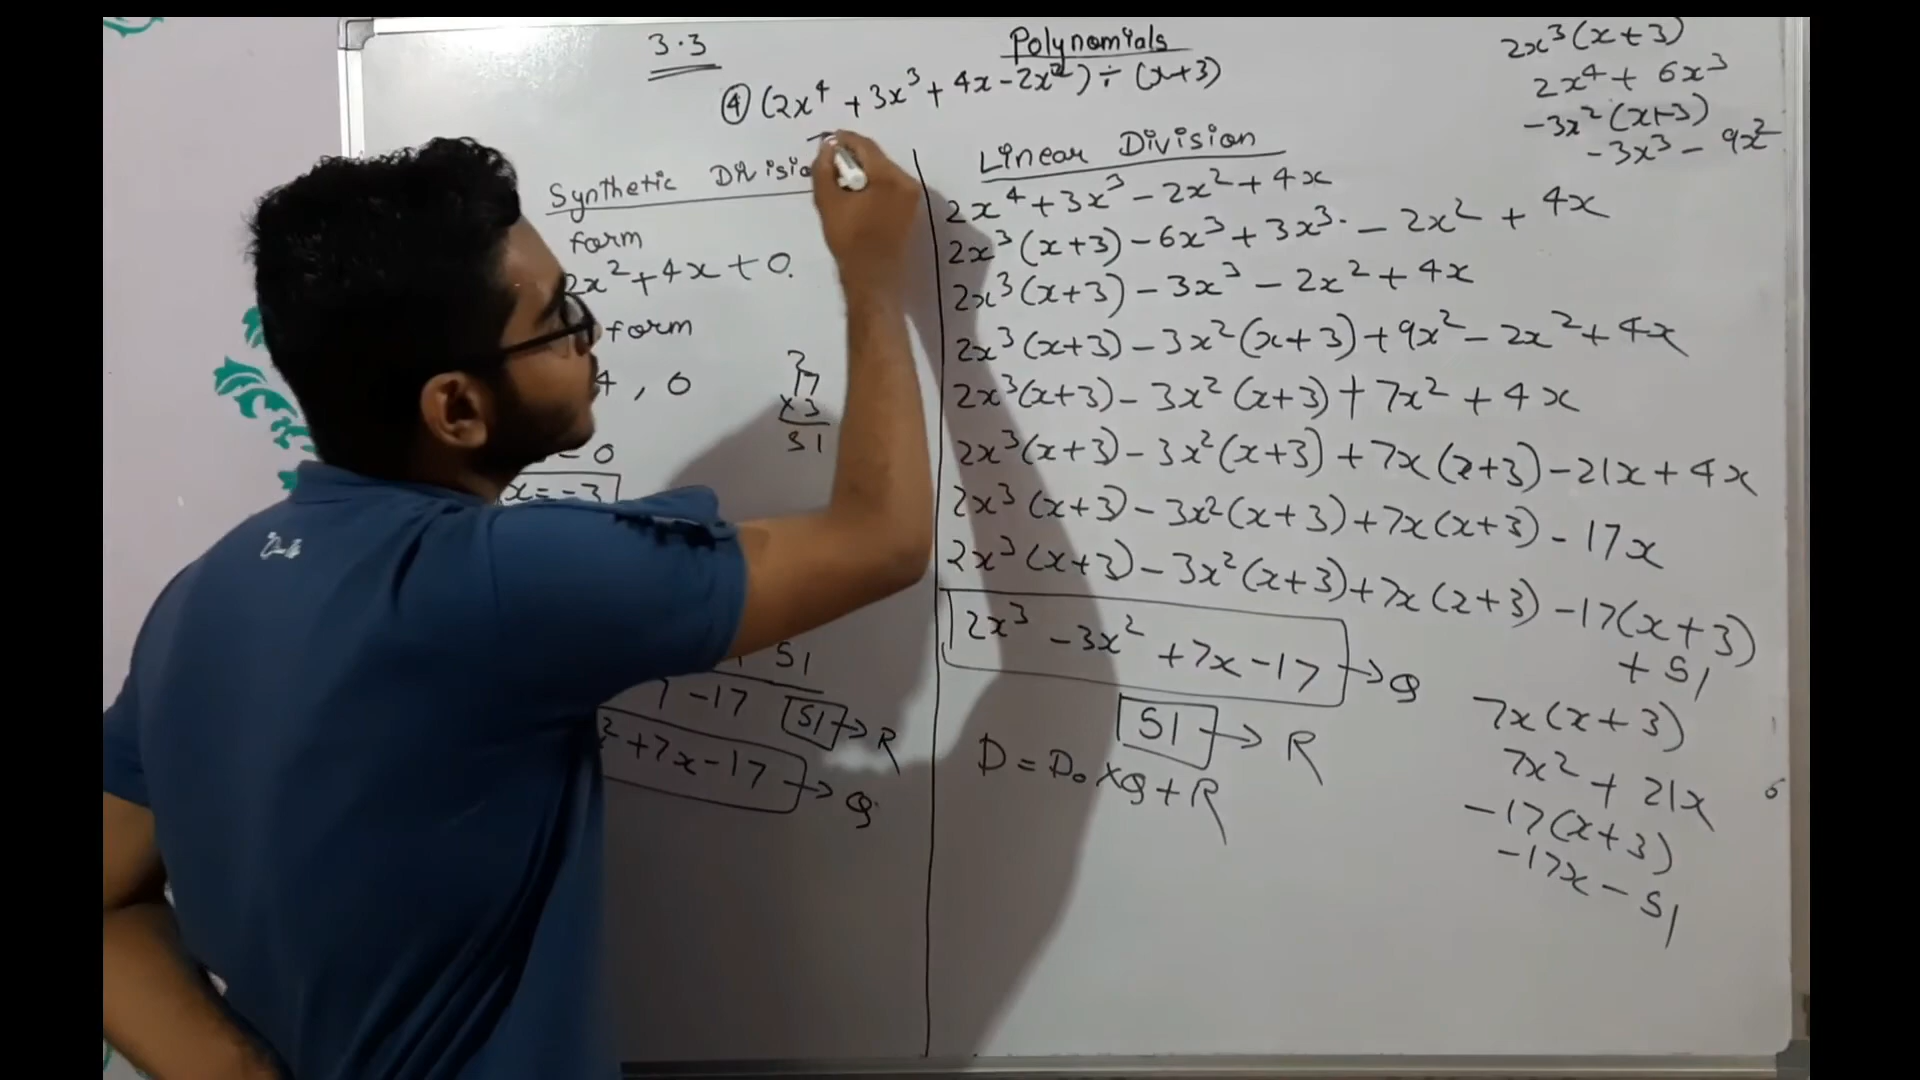 3.3
Polynomials
④ (2x⁴ + 3x³ + 4x - 2x²) ÷ (x+3)
Synthetic Divisio
form
2x² + 4x + 0.
form
4 , 0
= 0
x = -3
2
17
×3
51
51
7 -17 51 → R
² +7x -17 → Q
Linear Division
2x⁴ + 3x³ - 2x² + 4x
2x³(x+3) - 6x³ + 3x³ - 2x² + 4x
2x³(x+3) - 3x³ - 2x² + 4x
2x³(x+3) - 3x²(x+3) + 9x² - 2x² + 4x
2x³(x+3) - 3x²(x+3) + 7x² + 4x
2x³(x+3) - 3x²(x+3) + 7x(x+3) - 21x + 4x
2x³(x+3) - 3x²(x+3) + 7x(x+3) - 17x
2x³(x+3) - 3x²(x+3) + 7x(x+3) - 17(x+3)
+ 51
2x³ - 3x² + 7x - 17 → Q
51 → R
D = D₀ × Q + R
2x³(x+3)
2x⁴ + 6x³
-3x²(x+3)
-3x³ - 9x²
7x(x+3)
7x² + 21x
-17(x+3)
-17x - 51